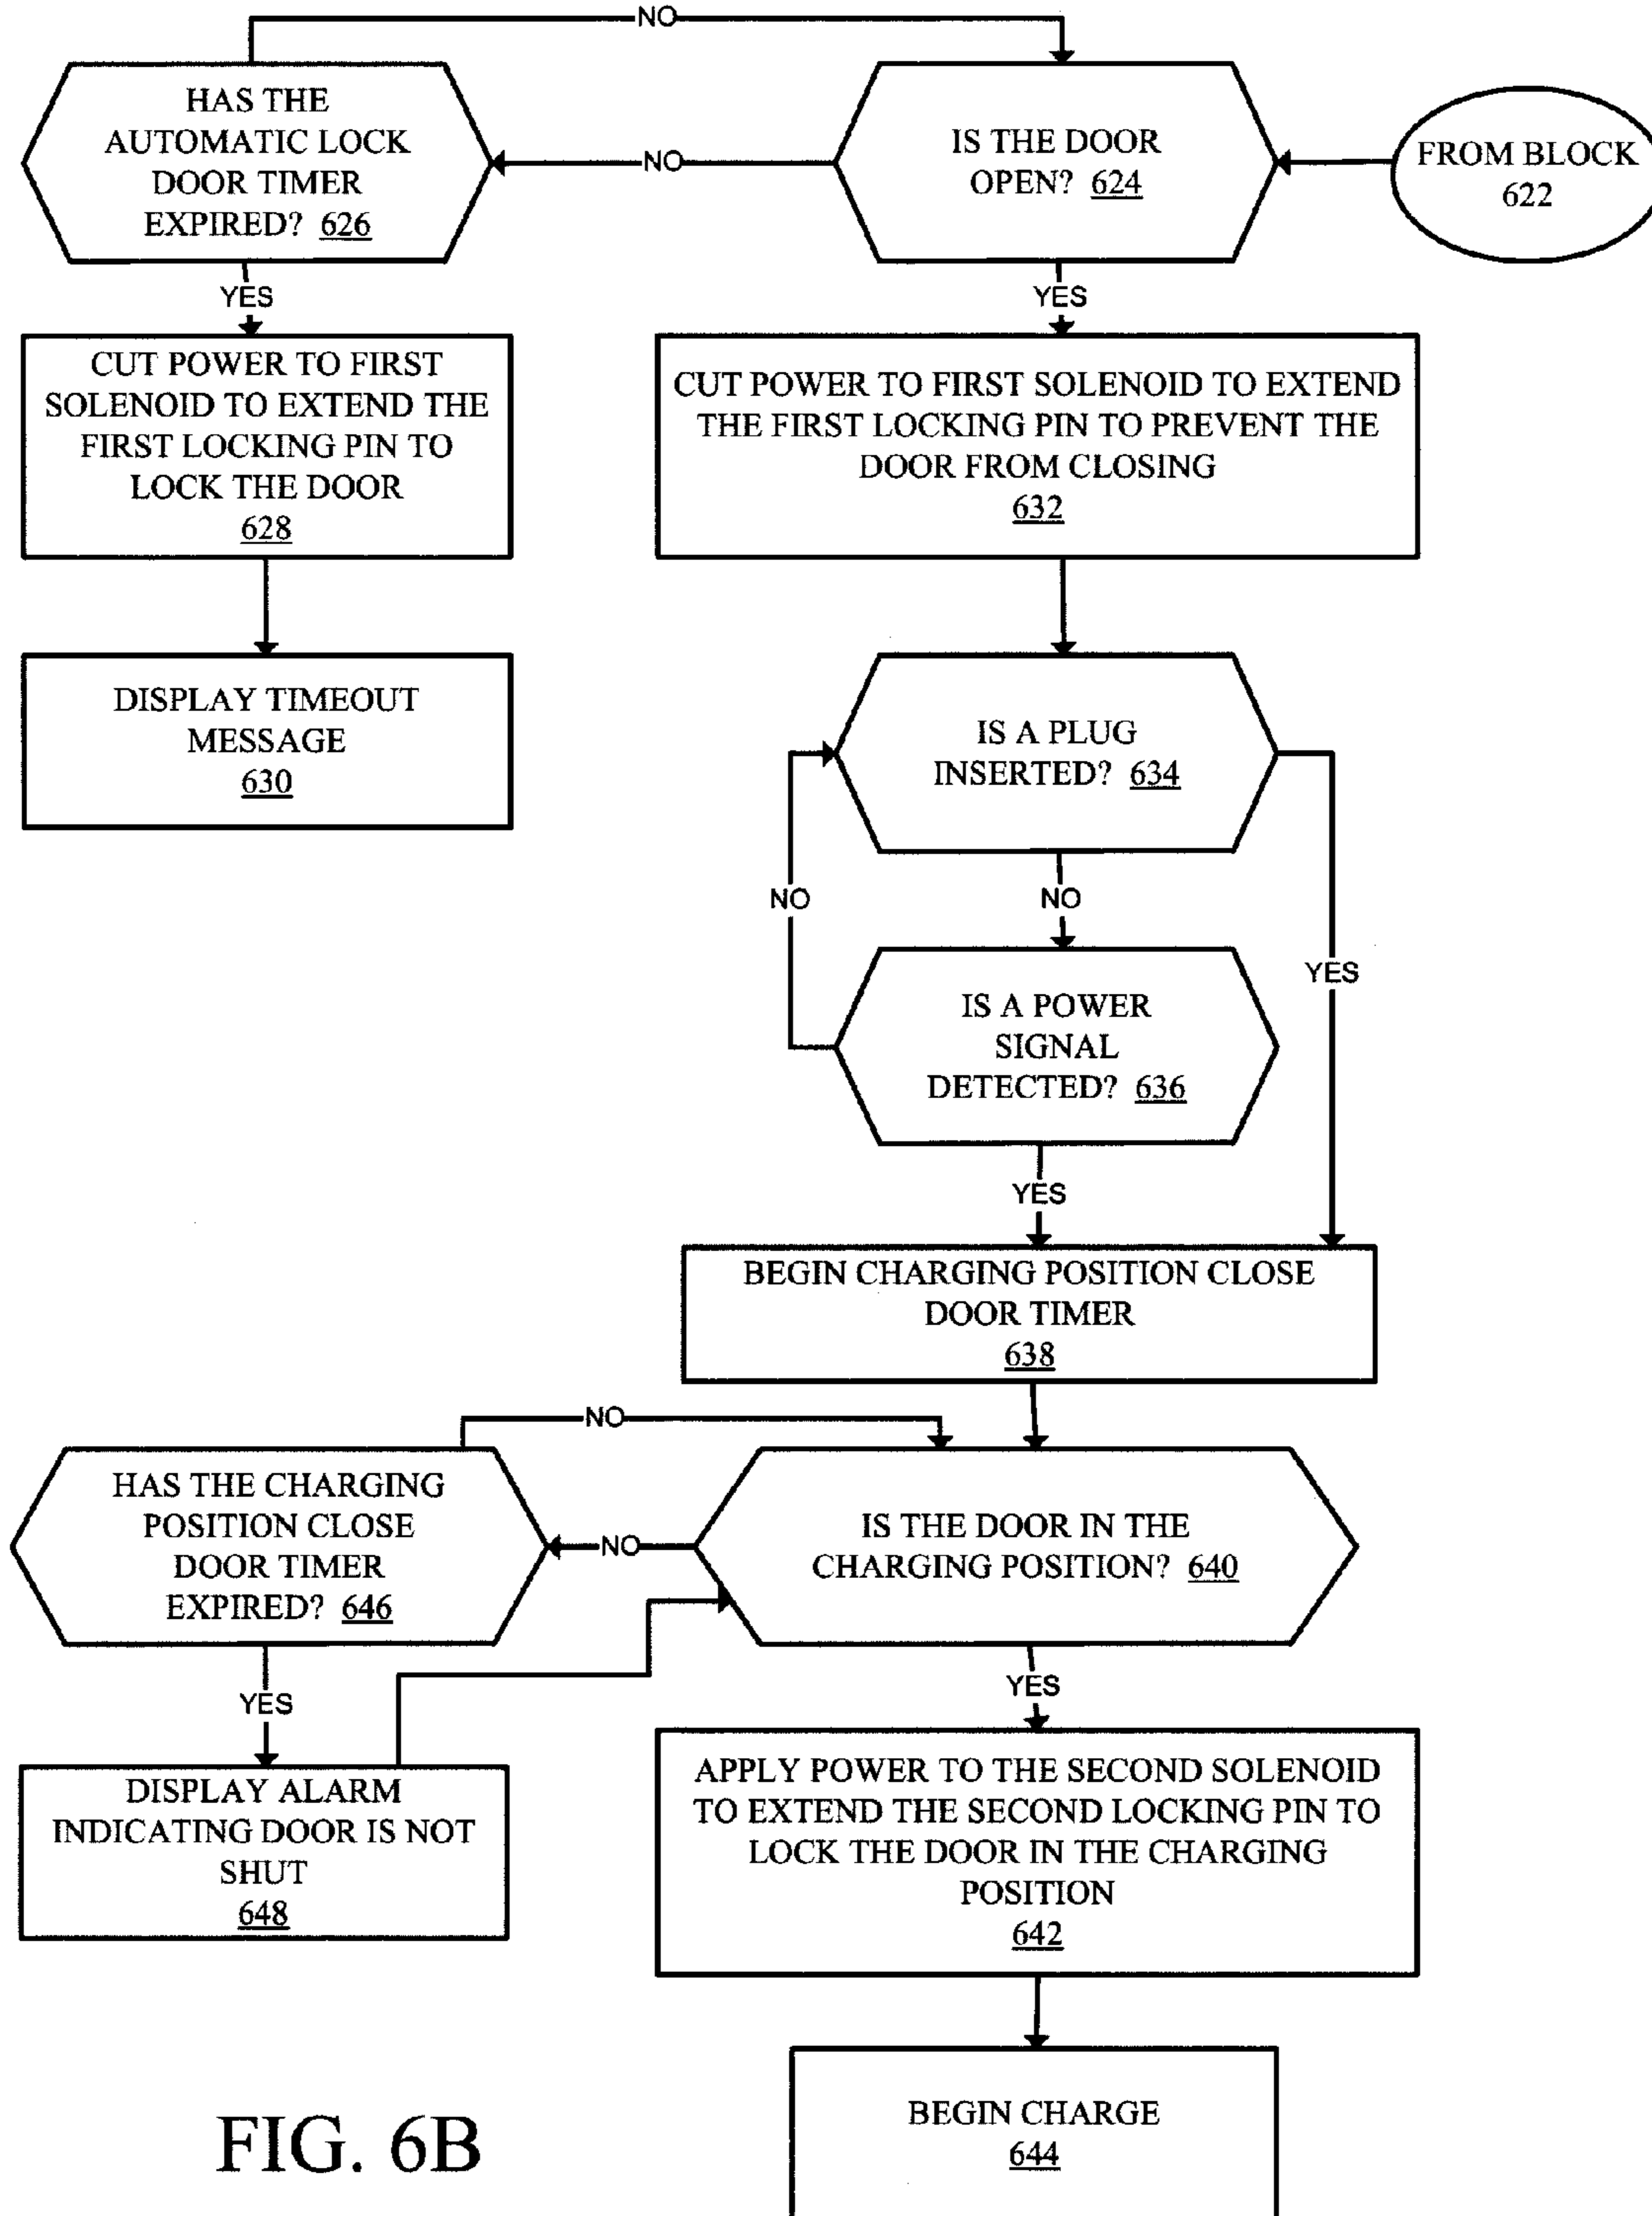 NO
HAS THE
AUTOMATIC LOCK
DOOR TIMER
EXPIRED? 626
NO
IS THE DOOR
OPEN? 624
FROM BLOCK
622
YES
YES
CUT POWER TO FIRST
SOLENOID TO EXTEND THE
FIRST LOCKING PIN TO
LOCK THE DOOR
628
CUT POWER TO FIRST SOLENOID TO EXTEND
THE FIRST LOCKING PIN TO PREVENT THE
DOOR FROM CLOSING
632
DISPLAY TIMEOUT
MESSAGE
630
IS A PLUG
INSERTED? 634
NO
NO
YES
IS A POWER
SIGNAL
DETECTED? 636
YES
BEGIN CHARGING POSITION CLOSE
DOOR TIMER
638
NO
HAS THE CHARGING
POSITION CLOSE
DOOR TIMER
EXPIRED? 646
NO
IS THE DOOR IN THE
CHARGING POSITION? 640
YES
YES
DISPLAY ALARM
INDICATING DOOR IS NOT
SHUT
648
APPLY POWER TO THE SECOND SOLENOID
TO EXTEND THE SECOND LOCKING PIN TO
LOCK THE DOOR IN THE CHARGING
POSITION
642
BEGIN CHARGE
644
FIG. 6B